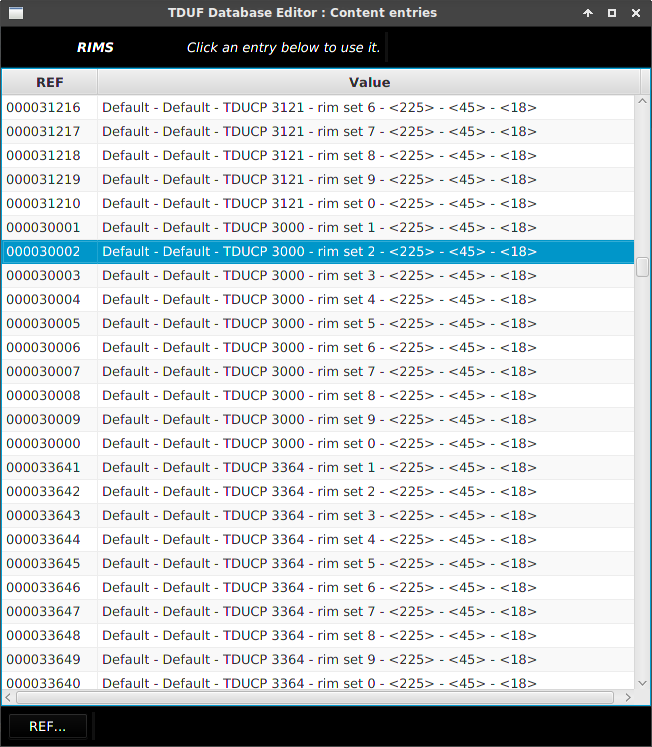 TDUF Database Editor : Content entries
RIMS Click an entry below to use it.
REF Value
000031216 Default - Default - TDUCP 3121 - rim set 6 - <225> - <45> - <18>
000031217 Default - Default - TDUCP 3121 - rim set 7 - <225> - <45> - <18>
000031218 Default - Default - TDUCP 3121 - rim set 8 - <225> - <45> - <18>
000031219 Default - Default - TDUCP 3121 - rim set 9 - <225> - <45> - <18>
000031210 Default - Default - TDUCP 3121 - rim set 0 - <225> - <45> - <18>
000030001 Default - Default - TDUCP 3000 - rim set 1 - <225> - <45> - <18>
000030002 Default - Default - TDUCP 3000 - rim set 2 - <225> - <45> - <18>
000030003 Default - Default - TDUCP 3000 - rim set 3 - <225> - <45> - <18>
000030004 Default - Default - TDUCP 3000 - rim set 4 - <225> - <45> - <18>
000030005 Default - Default - TDUCP 3000 - rim set 5 - <225> - <45> - <18>
000030006 Default - Default - TDUCP 3000 - rim set 6 - <225> - <45> - <18>
000030007 Default - Default - TDUCP 3000 - rim set 7 - <225> - <45> - <18>
000030008 Default - Default - TDUCP 3000 - rim set 8 - <225> - <45> - <18>
000030009 Default - Default - TDUCP 3000 - rim set 9 - <225> - <45> - <18>
000030000 Default - Default - TDUCP 3000 - rim set 0 - <225> - <45> - <18>
000033641 Default - Default - TDUCP 3364 - rim set 1 - <225> - <45> - <18>
000033642 Default - Default - TDUCP 3364 - rim set 2 - <225> - <45> - <18>
000033643 Default - Default - TDUCP 3364 - rim set 3 - <225> - <45> - <18>
000033644 Default - Default - TDUCP 3364 - rim set 4 - <225> - <45> - <18>
000033645 Default - Default - TDUCP 3364 - rim set 5 - <225> - <45> - <18>
000033646 Default - Default - TDUCP 3364 - rim set 6 - <225> - <45> - <18>
000033647 Default - Default - TDUCP 3364 - rim set 7 - <225> - <45> - <18>
000033648 Default - Default - TDUCP 3364 - rim set 8 - <225> - <45> - <18>
000033649 Default - Default - TDUCP 3364 - rim set 9 - <225> - <45> - <18>
000033640 Default - Default - TDUCP 3364 - rim set 0 - <225> - <45> - <18>
REF...